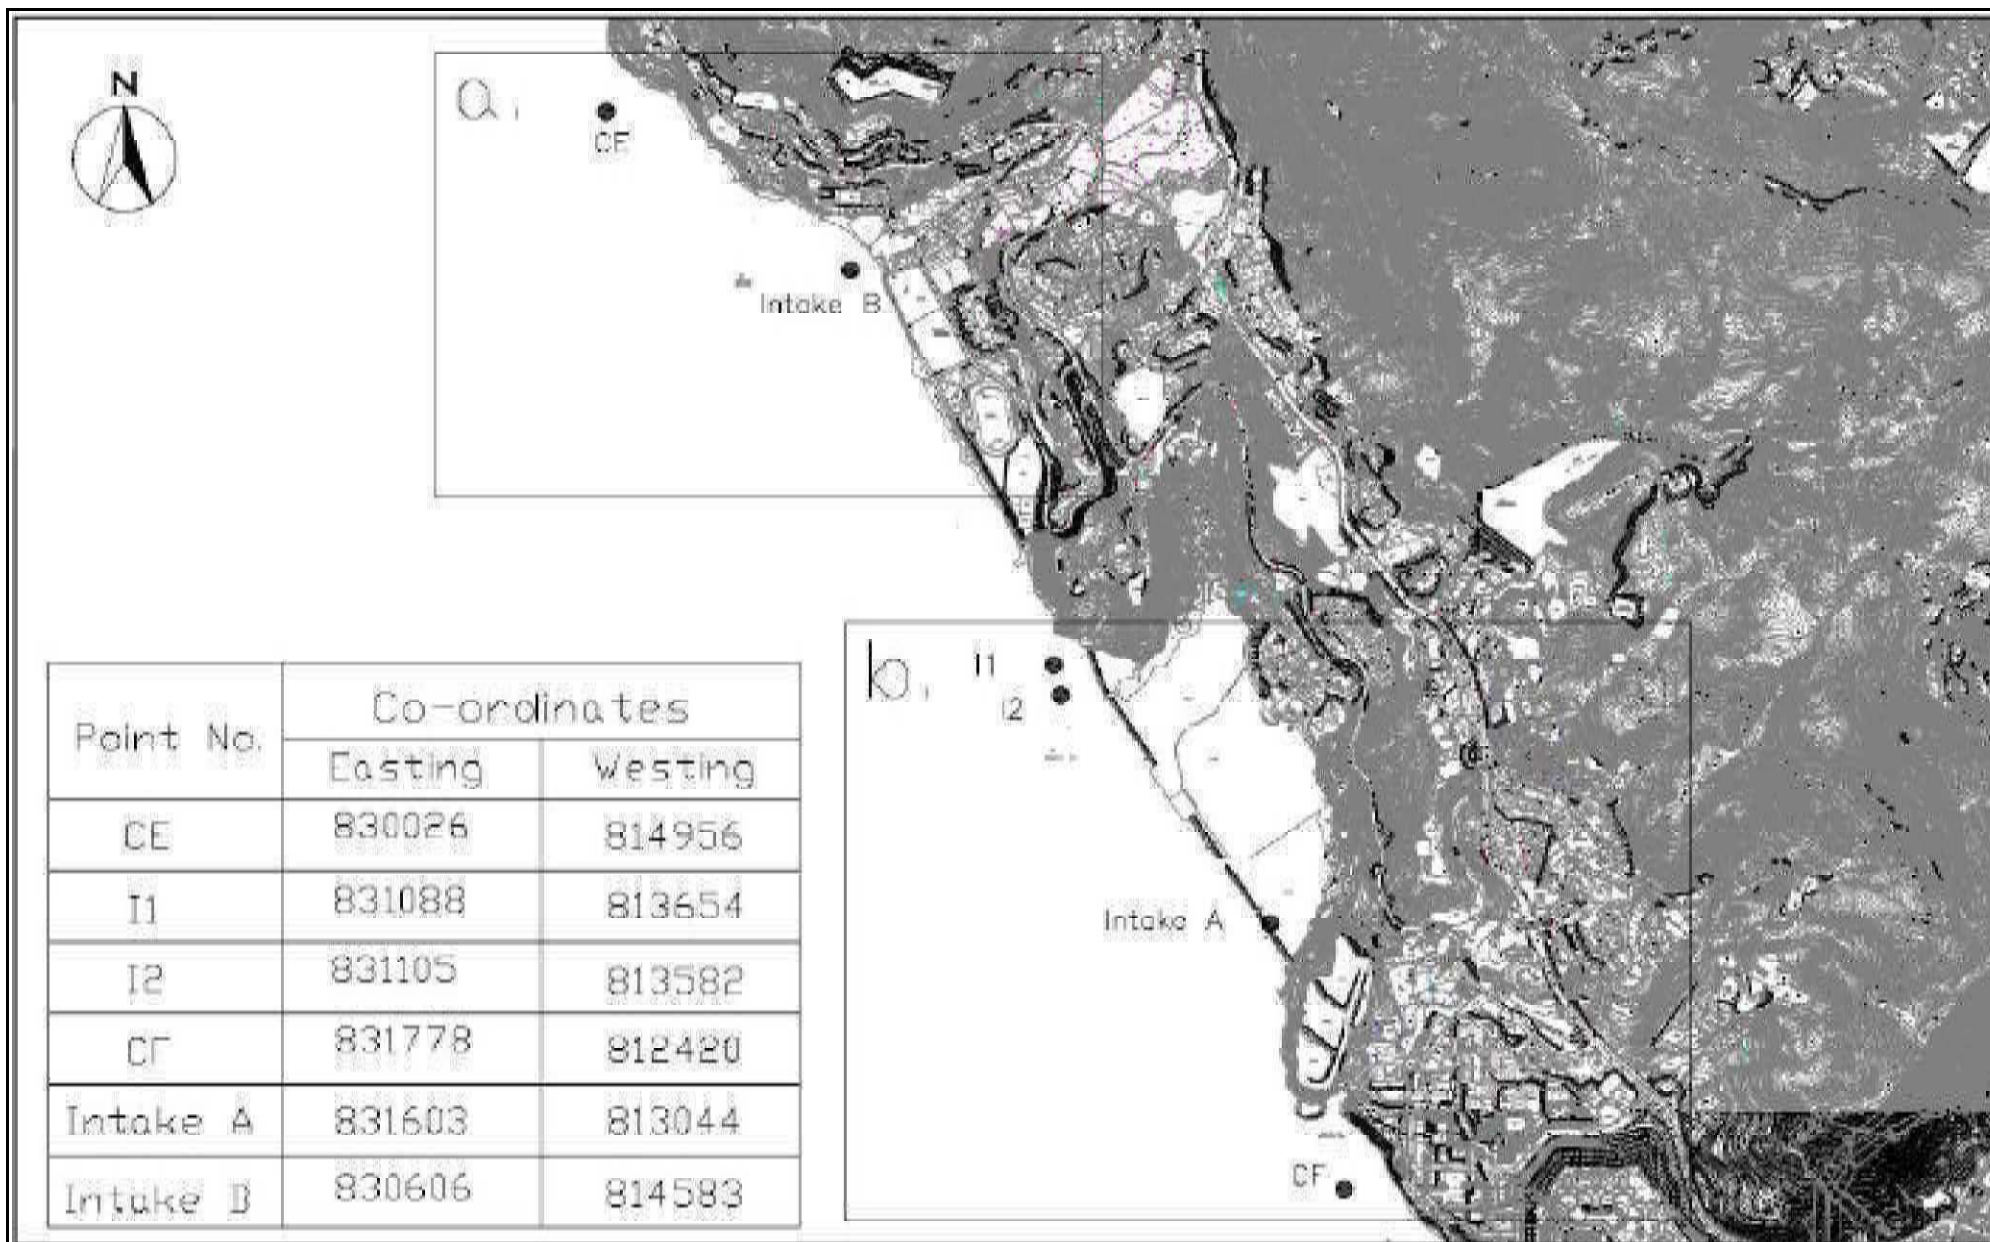 N
a.
CE
Intake B
b.
I1
I2
Intake A
CF
Point No. Co-ordinates
Easting Westing
CE 830026 814956
I1 831088 813654
I2 831105 813582
CF 831778 812420
Intake A 831603 813044
Intake B 830606 814583